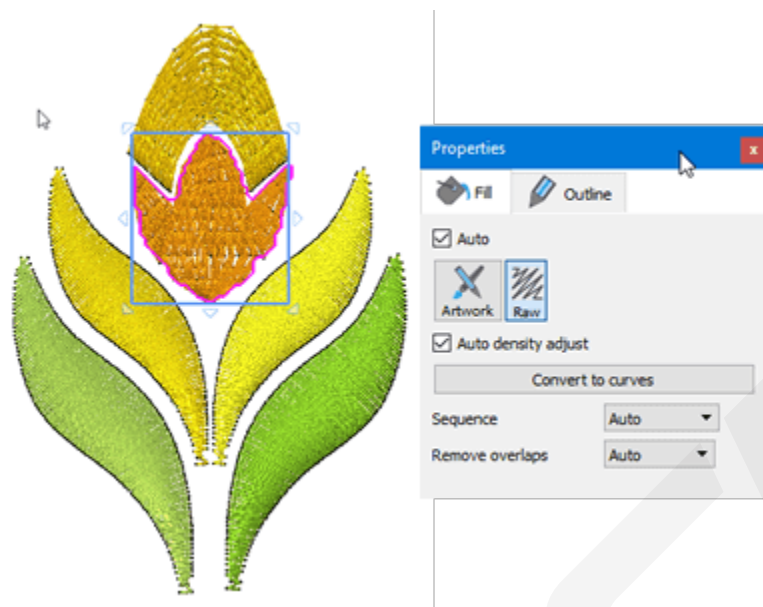 Properties
x
Fill
Outline
Auto
Artwork
Raw
Auto density adjust
Convert to curves
Sequence
Auto
Remove overlaps
Auto